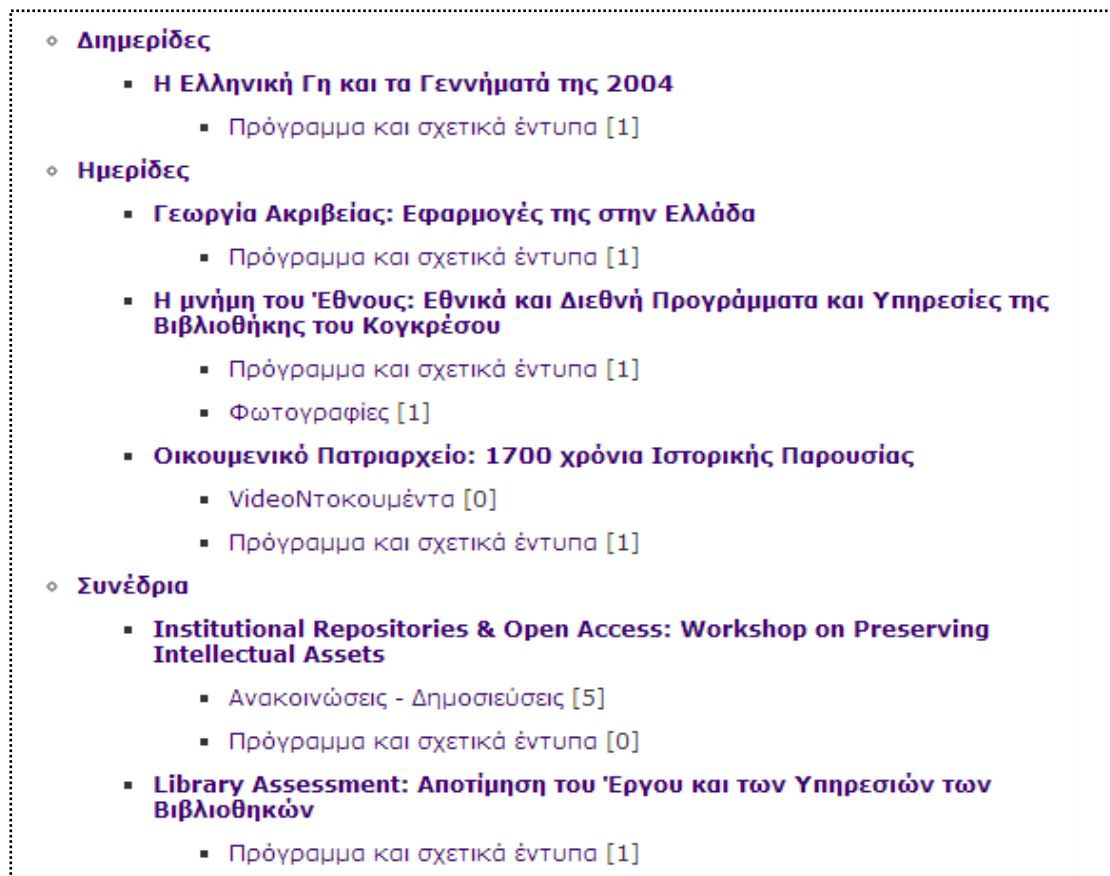 Διημερίδες
Η Ελληνική Γη και τα Γεννήματά της 2004
Πρόγραμμα και σχετικά έντυπα [1]
Ημερίδες
Γεωργία Ακριβείας: Εφαρμογές της στην Ελλάδα
Πρόγραμμα και σχετικά έντυπα [1]
Η μνήμη του Έθνους: Εθνικά και Διεθνή Προγράμματα και Υπηρεσίες της
Βιβλιοθήκης του Κογκρέσου
Πρόγραμμα και σχετικά έντυπα [1]
Φωτογραφίες [1]
Οικουμενικό Πατριαρχείο: 1700 χρόνια Ιστορικής Παρουσίας
VideoΝτοκουμέντα [0]
Πρόγραμμα και σχετικά έντυπα [1]
Συνέδρια
Institutional Repositories & Open Access: Workshop on Preserving
Intellectual Assets
Ανακοινώσεις - Δημοσιεύσεις [5]
Πρόγραμμα και σχετικά έντυπα [0]
Library Assessment: Αποτίμηση του Έργου και των Υπηρεσιών των
Βιβλιοθηκών
Πρόγραμμα και σχετικά έντυπα [1]